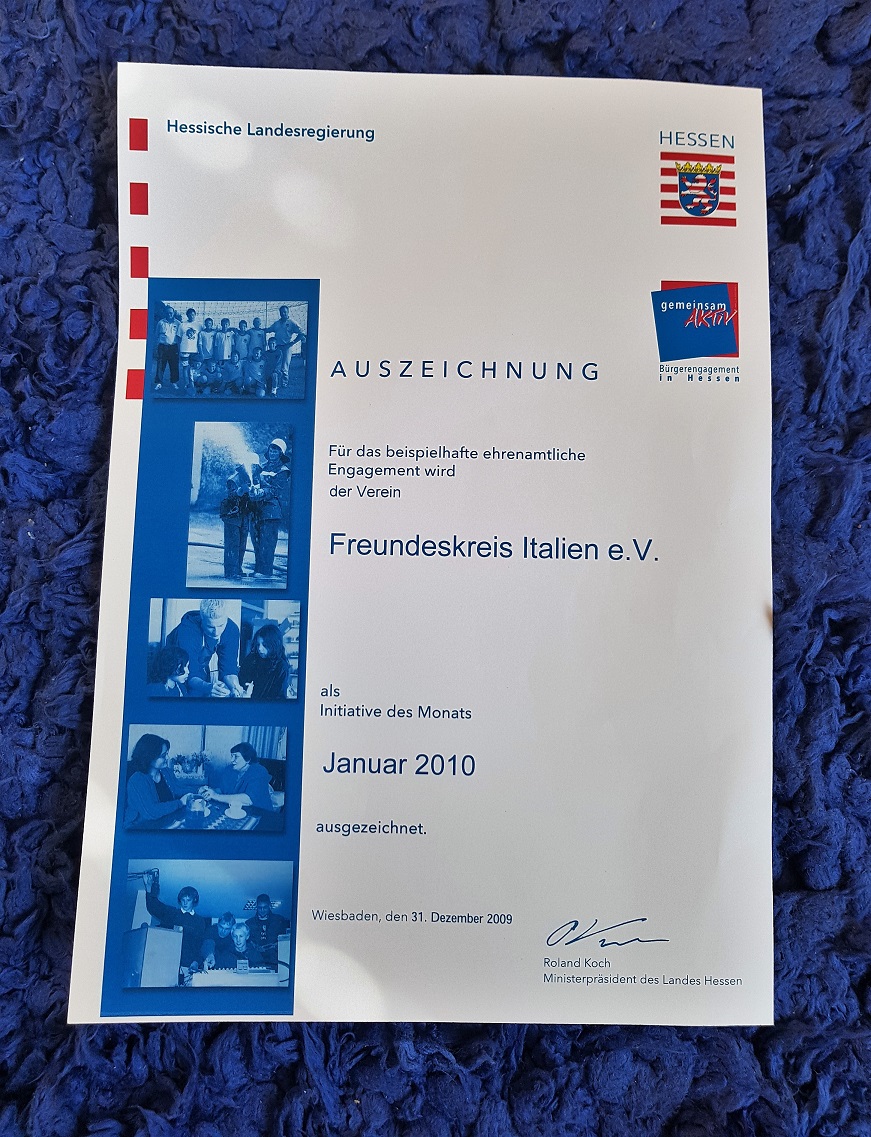 Hessische Landesregierung
HESSEN
gemeinsam
AKTIV
Bürgerengagement
in Hessen
AUSZEICHNUNG
Für das beispielhafte ehrenamtliche
Engagement wird
der Verein
Freundeskreis Italien e.V.
als
Initiative des Monats
Januar 2010
ausgezeichnet.
Wiesbaden, den 31. Dezember 2009
Roland Koch
Ministerpräsident des Landes Hessen